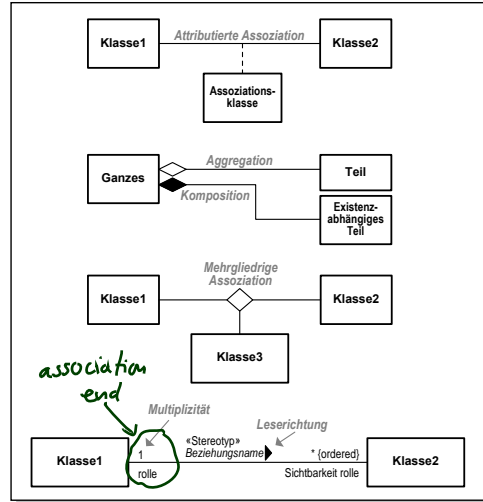 Attributierte Assoziation
Klasse1
Klasse2
Assoziations-
klasse
Ganzes
Aggregation
Teil
Komposition
Existenz-
abhängiges
Teil
Mehrgliedrige
Assoziation
Klasse1
Klasse2
Klasse3
association
end
Multiplizität
Leserichtung
Klasse1
1
rolle
«Stereotyp»
Beziehungsname
* {ordered}
Sichtbarkeit rolle
Klasse2